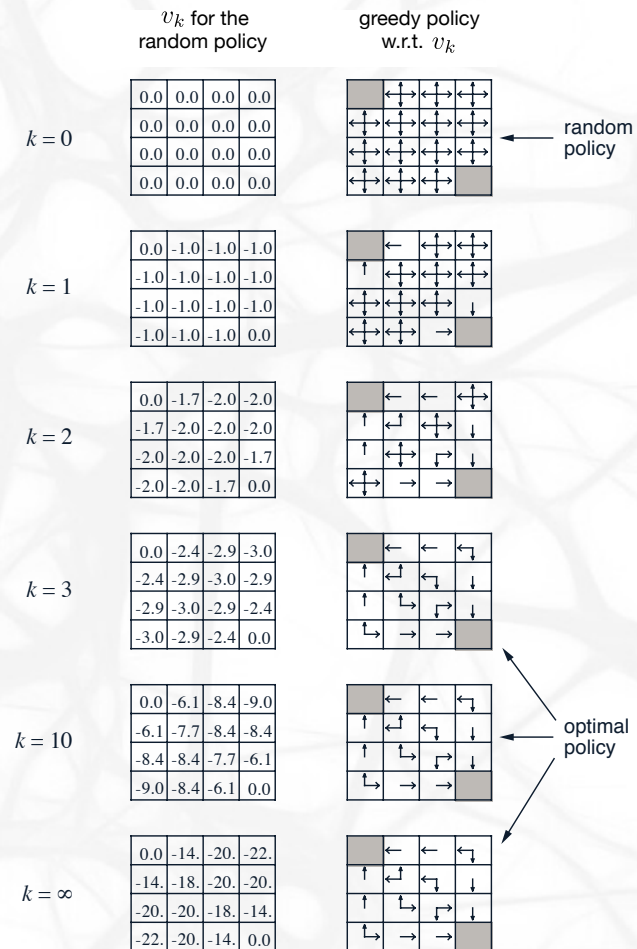 v_k for the
random policy
greedy policy
w.r.t. v_k
k = 0
0.0 0.0 0.0 0.0
0.0 0.0 0.0 0.0
0.0 0.0 0.0 0.0
0.0 0.0 0.0 0.0
random
policy
k = 1
0.0 -1.0 -1.0 -1.0
-1.0 -1.0 -1.0 -1.0
-1.0 -1.0 -1.0 -1.0
-1.0 -1.0 -1.0 0.0
k = 2
0.0 -1.7 -2.0 -2.0
-1.7 -2.0 -2.0 -2.0
-2.0 -2.0 -2.0 -1.7
-2.0 -2.0 -1.7 0.0
k = 3
0.0 -2.4 -2.9 -3.0
-2.4 -2.9 -3.0 -2.9
-2.9 -3.0 -2.9 -2.4
-3.0 -2.9 -2.4 0.0
k = 10
0.0 -6.1 -8.4 -9.0
-6.1 -7.7 -8.4 -8.4
-8.4 -8.4 -7.7 -6.1
-9.0 -8.4 -6.1 0.0
optimal
policy
k = ∞
0.0 -14. -20. -22.
-14. -18. -20. -20.
-20. -20. -18. -14.
-22. -20. -14. 0.0